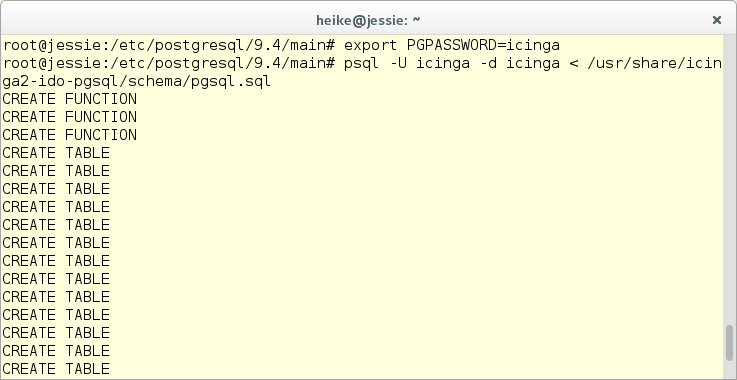 heike@jessie: ~
×
root@jessie:/etc/postgresql/9.4/main# export PGPASSWORD=icinga
root@jessie:/etc/postgresql/9.4/main# psql -U icinga -d icinga < /usr/share/icin
ga2-ido-pgsql/schema/pgsql.sql
CREATE FUNCTION
CREATE FUNCTION
CREATE FUNCTION
CREATE TABLE
CREATE TABLE
CREATE TABLE
CREATE TABLE
CREATE TABLE
CREATE TABLE
CREATE TABLE
CREATE TABLE
CREATE TABLE
CREATE TABLE
CREATE TABLE
CREATE TABLE
CREATE TABLE